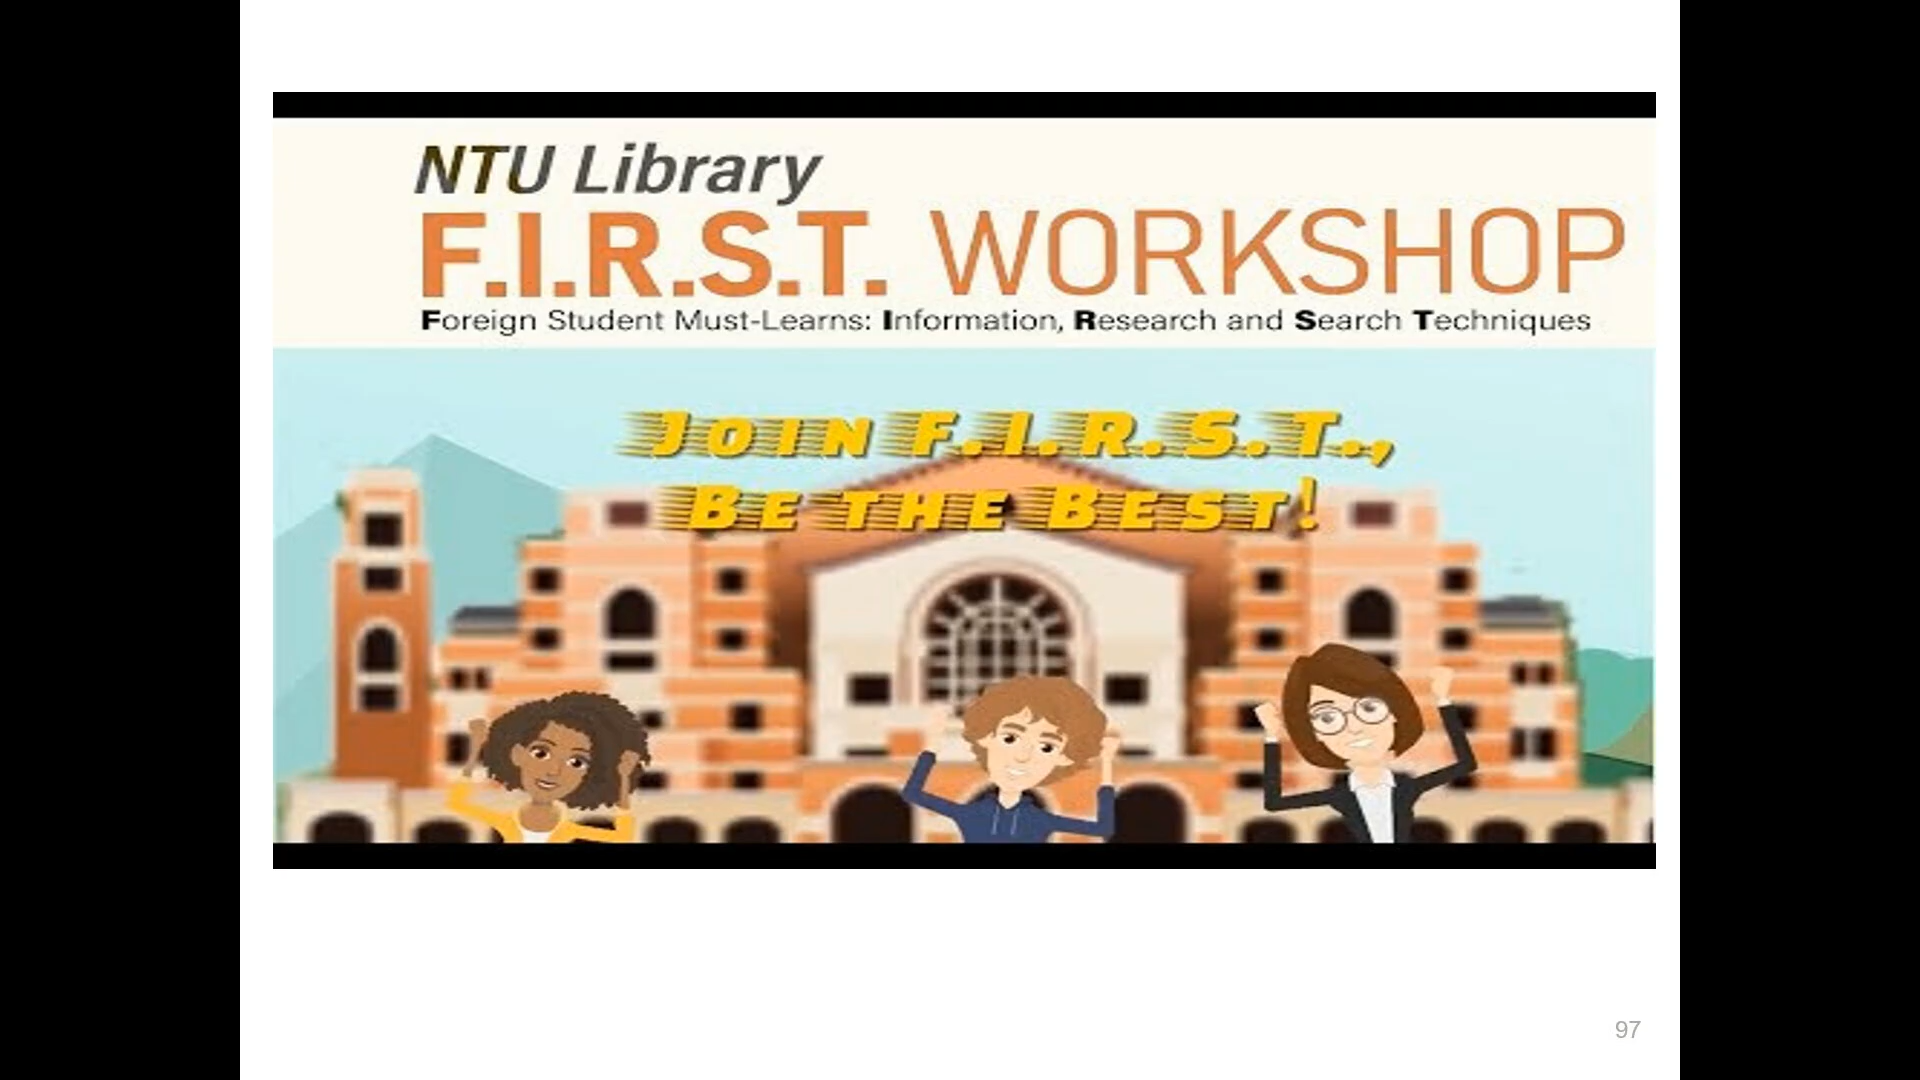 NTU Library
F.I.R.S.T. WORKSHOP
Foreign Student Must-Learns: Information, Research and Search Techniques
JOIN F.I.R.S.T.,
BE THE BEST!
97